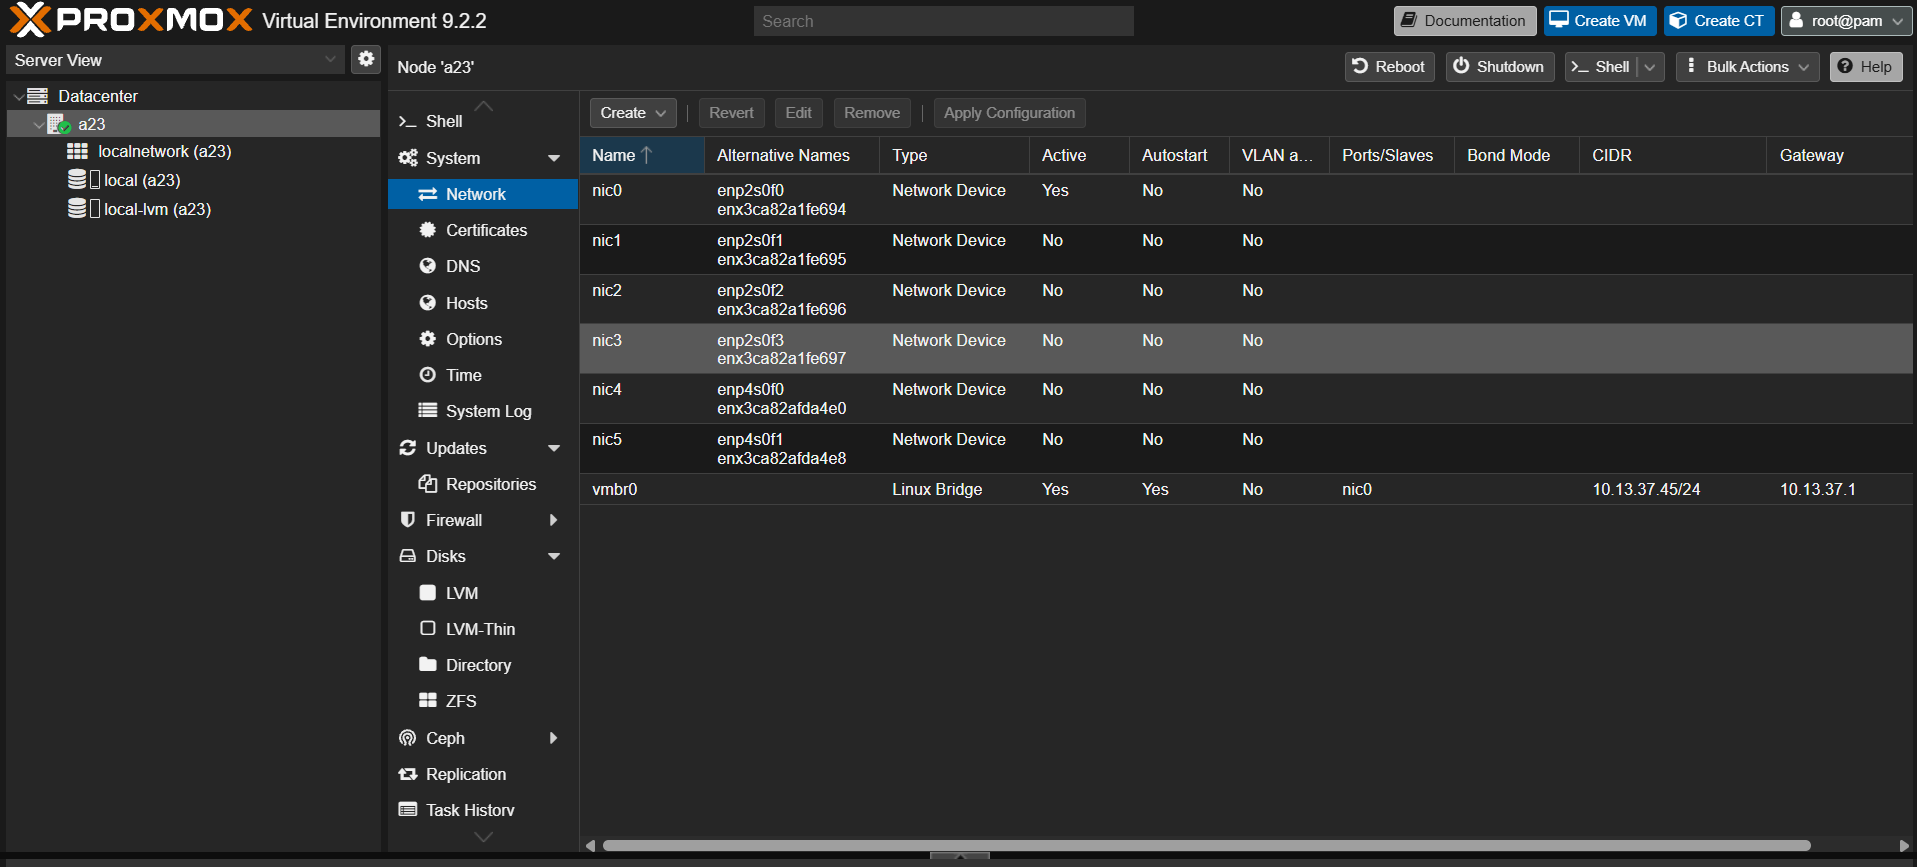 PROXMOX Virtual Environment 9.2.2
Search
Documentation
Create VM
Create CT
root@pam
Server View
Datacenter
a23
localnetwork (a23)
local (a23)
local-lvm (a23)
Node 'a23'
Reboot
Shutdown
Shell
Bulk Actions
Help
Shell
System
Network
Certificates
DNS
Hosts
Options
Time
System Log
Updates
Repositories
Firewall
Disks
LVM
LVM-Thin
Directory
ZFS
Ceph
Replication
Task History
Create
Revert
Edit
Remove
Apply Configuration
Name Alternative Names Type Active Autostart VLAN a... Ports/Slaves Bond Mode CIDR Gateway
nic0 enp2s0f0 Network Device Yes No No
enx3ca82a1fe694
nic1 enp2s0f1 Network Device No No No
enx3ca82a1fe695
nic2 enp2s0f2 Network Device No No No
enx3ca82a1fe696
nic3 enp2s0f3 Network Device No No No
enx3ca82a1fe697
nic4 enp4s0f0 Network Device No No No
enx3ca82afda4e0
nic5 enp4s0f1 Network Device No No No
enx3ca82afda4e8
vmbr0 Linux Bridge Yes Yes No nic0 10.13.37.45/24 10.13.37.1